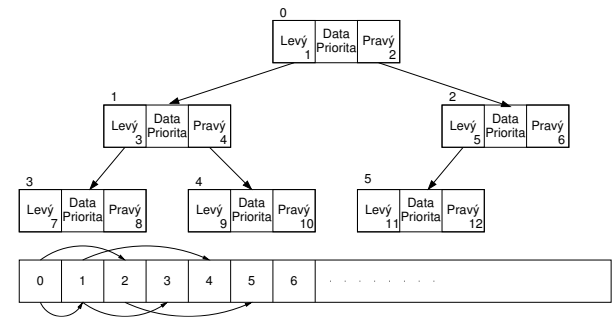 0
Levý 1 Data Priorita Pravý 2
1
Levý 3 Data Priorita Pravý 4
2
Levý 5 Data Priorita Pravý 6
3
Levý 7 Data Priorita Pravý 8
4
Levý 9 Data Priorita Pravý 10
5
Levý 11 Data Priorita Pravý 12
0 1 2 3 4 5 6 . . . . . . . .